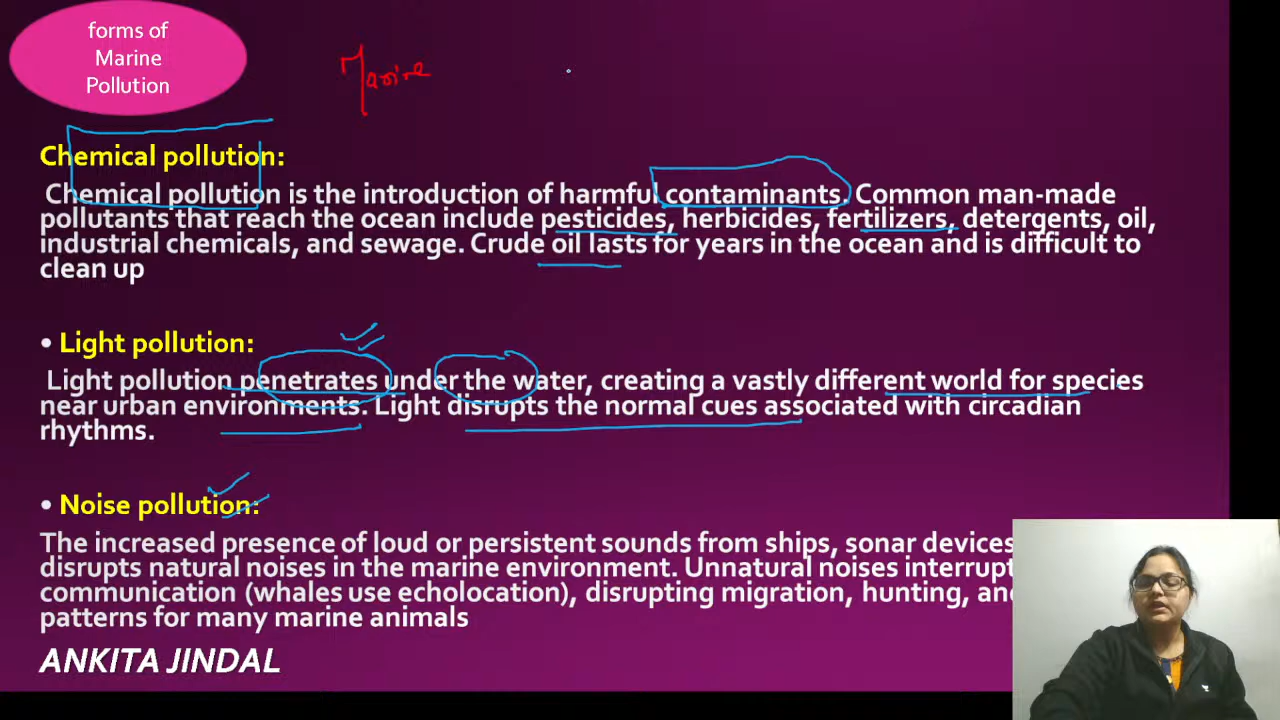 forms of
Marine
Pollution
Marine
Chemical pollution:
Chemical pollution is the introduction of harmful contaminants. Common man-made
pollutants that reach the ocean include pesticides, herbicides, fertilizers, detergents, oil,
industrial chemicals, and sewage. Crude oil lasts for years in the ocean and is difficult to
clean up
• Light pollution:
Light pollution penetrates under the water, creating a vastly different world for species
near urban environments. Light disrupts the normal cues associated with circadian
rhythms.
• Noise pollution:
The increased presence of loud or persistent sounds from ships, sonar devices
disrupts natural noises in the marine environment. Unnatural noises interrupt
communication (whales use echolocation), disrupting migration, hunting, and
patterns for many marine animals
ANKITA JINDAL